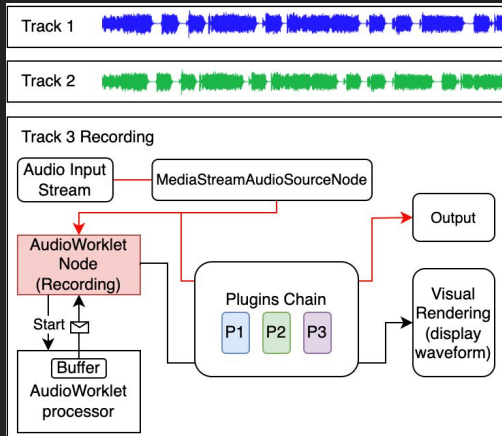 Track 1
Track 2
Track 3 Recording
Audio Input
Stream
MediaStreamAudioSourceNode
Output
AudioWorklet
Node
(Recording)
Plugins Chain
P1 P2 P3
Visual
Rendering
(display
waveform)
Start
Buffer
AudioWorklet
processor